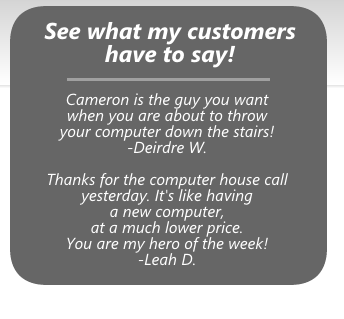 See what my customers
have to say!
Cameron is the guy you want
when you are about to throw
your computer down the stairs!
-Deirdre W.
Thanks for the computer house call
yesterday. It's like having
a new computer,
at a much lower price.
You are my hero of the week!
-Leah D.